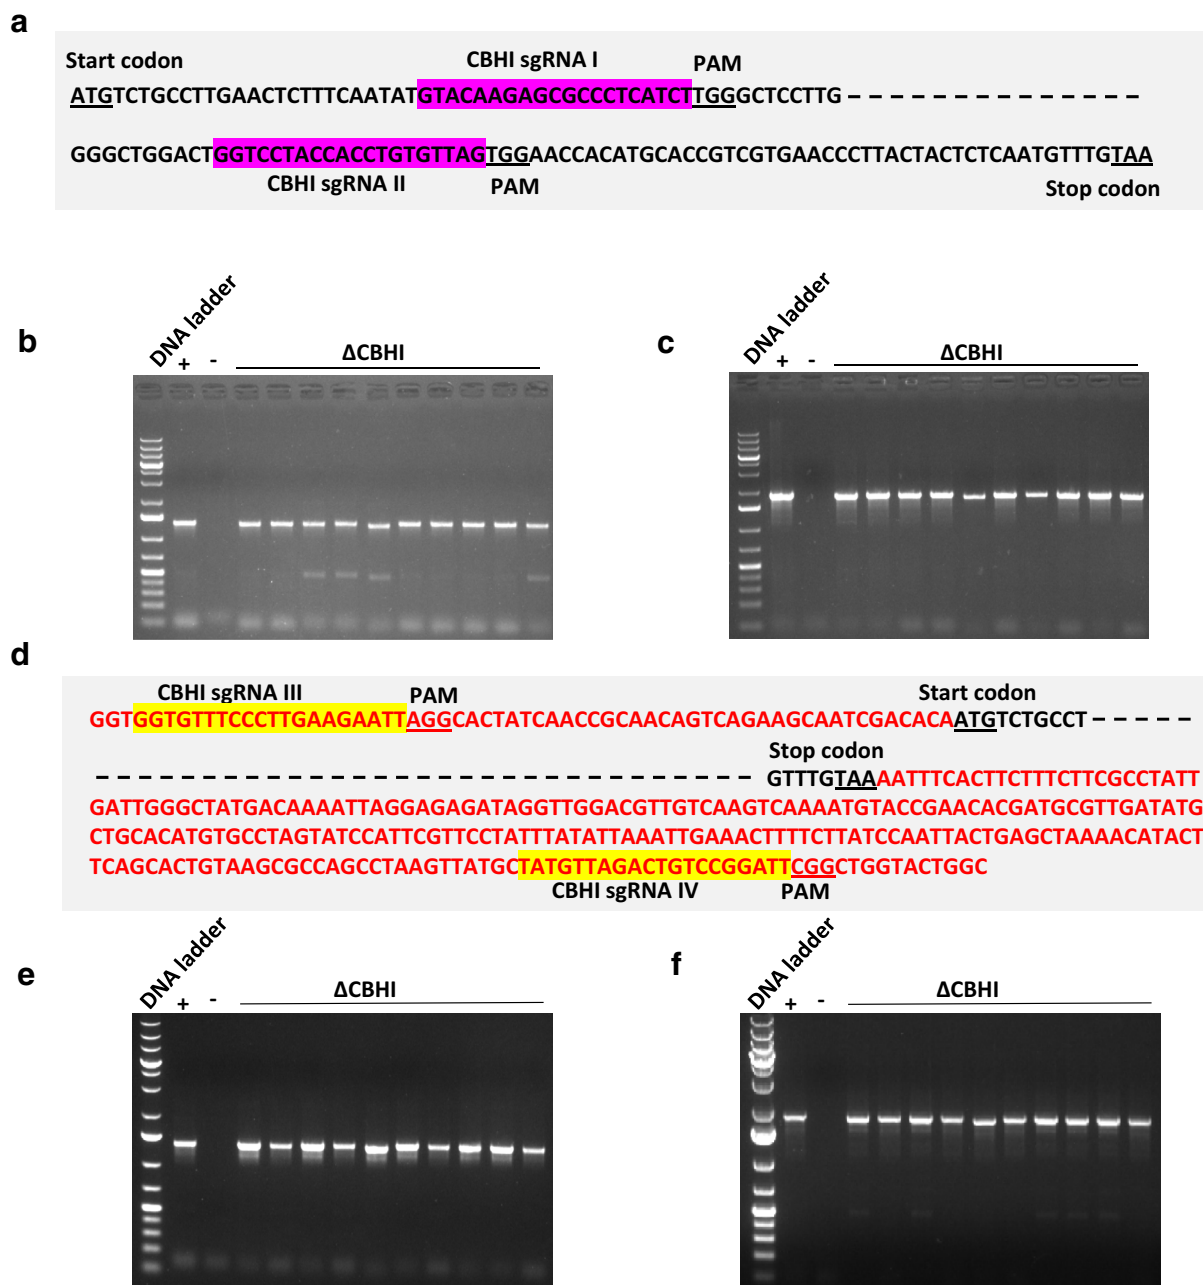 a
Start codon CBHI sgRNA I PAM
ATGTCTGCCTTGAACTCTTTCAATATGTACAAGAGCGCCCTCATCTTGGGCTCCTTG
GGGCTGGACTGGTCCTACCACCTGTGTTAGTGGAACCACATGCACCGTCGTGAACCCTTACTACTCTCAATGTTTGTAA
CBHI sgRNA II PAM Stop codon
b
DNA ladder
+ - ΔCBHI
c
DNA ladder
+ - ΔCBHI
d
CBHI sgRNA III PAM Start codon
GGTGGTGTTTCCCTTGAAGAATTAGGCACTATCAACCGCAACAGTCAGAAGCAATCGACACAATGTCTGCCT
Stop codon
GTTTGTAAAATTTCACTTCTTTCTTCGCCTATT
GATTGGGCTATGACAAAATTAGGAGAGATAGGTTGGACGTTGTCAAGTCAAAATGTACCGAACACGATGCGTTGATATG
CTGCACATGTGCCTAGTATCCATTCGTTCCTATTTATATTAAATTGAAACTTTTCTTATCCAATTACTGAGCTAAAACATACT
TCAGCACTGTAAGCGCCAGCCTAAGTTATGCTATGTTAGACTGTCCGGATTCGGCTGGTACTGGC
CBHI sgRNA IV PAM
e
DNA ladder
+ - ΔCBHI
f
DNA ladder
+ - ΔCBHI